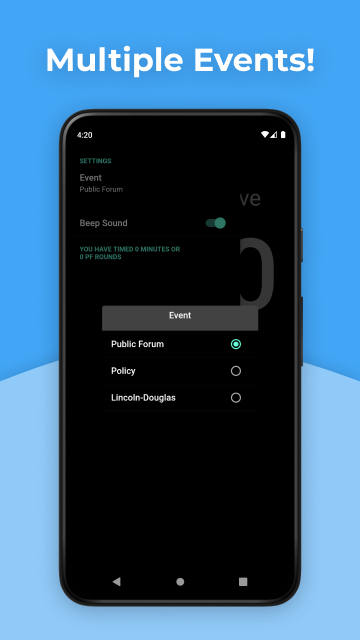 Multiple Events!
4:20
SETTINGS
Event
Public Forum
ve
Beep Sound
YOU HAVE TIMED 0 MINUTES OR
0 PF ROUNDS
0
Event
Public Forum
Policy
Lincoln-Douglas